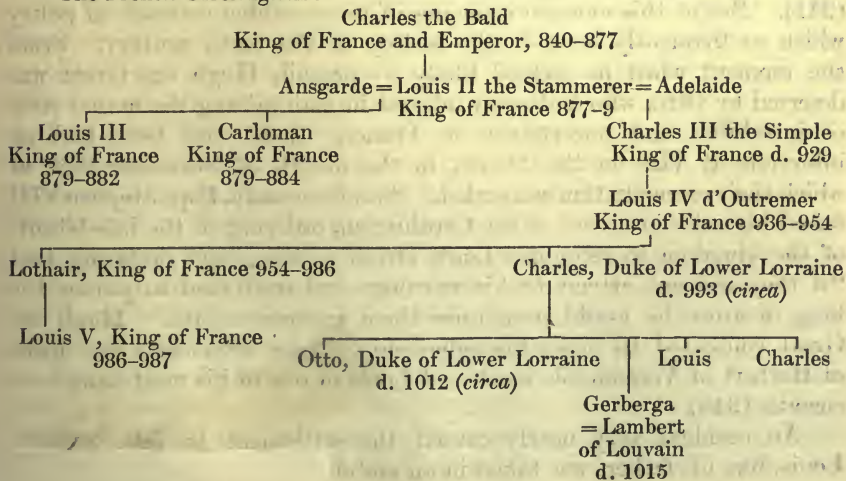 Charles the Bald
King of France and Emperor, 840–877
Ansgarde = Louis II the Stammerer = Adelaide
King of France 877–9
Louis III Carloman Charles III the Simple
King of France King of France King of France d. 929
879–882 879–884
Louis IV d'Outremer
King of France 936–954
Lothair, King of France 954–986 Charles, Duke of Lower Lorraine
d. 993 (circa)
Louis V, King of France
986–987
Otto, Duke of Lower Lorraine Louis Charles
d. 1012 (circa)
Gerberga
= Lambert
of Louvain
d. 1015